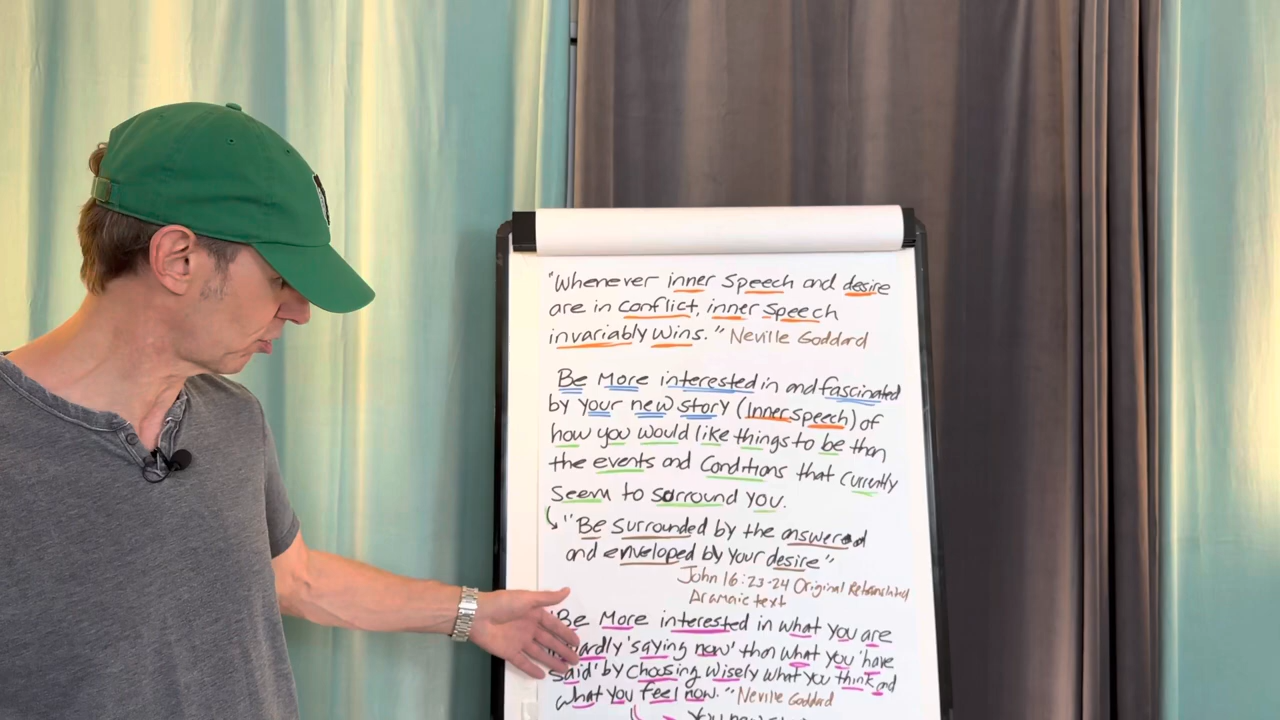 "Whenever inner speech and desire
are in conflict, inner speech
invariably wins." Neville Goddard
Be More interested in and fascinated
by your new story (Inner speech) of
how you would like things to be than
the events and Conditions that currently
seem to sorround you.
"Be surrounded by the answered
and enveloped by your desire"
John 16:23-24 Original Retranslated
Aramaic text
"Be More interested in what you are
'saying now' than what you 'have
said' by choosing wisely what you think and
what you feel now." Neville Goddard